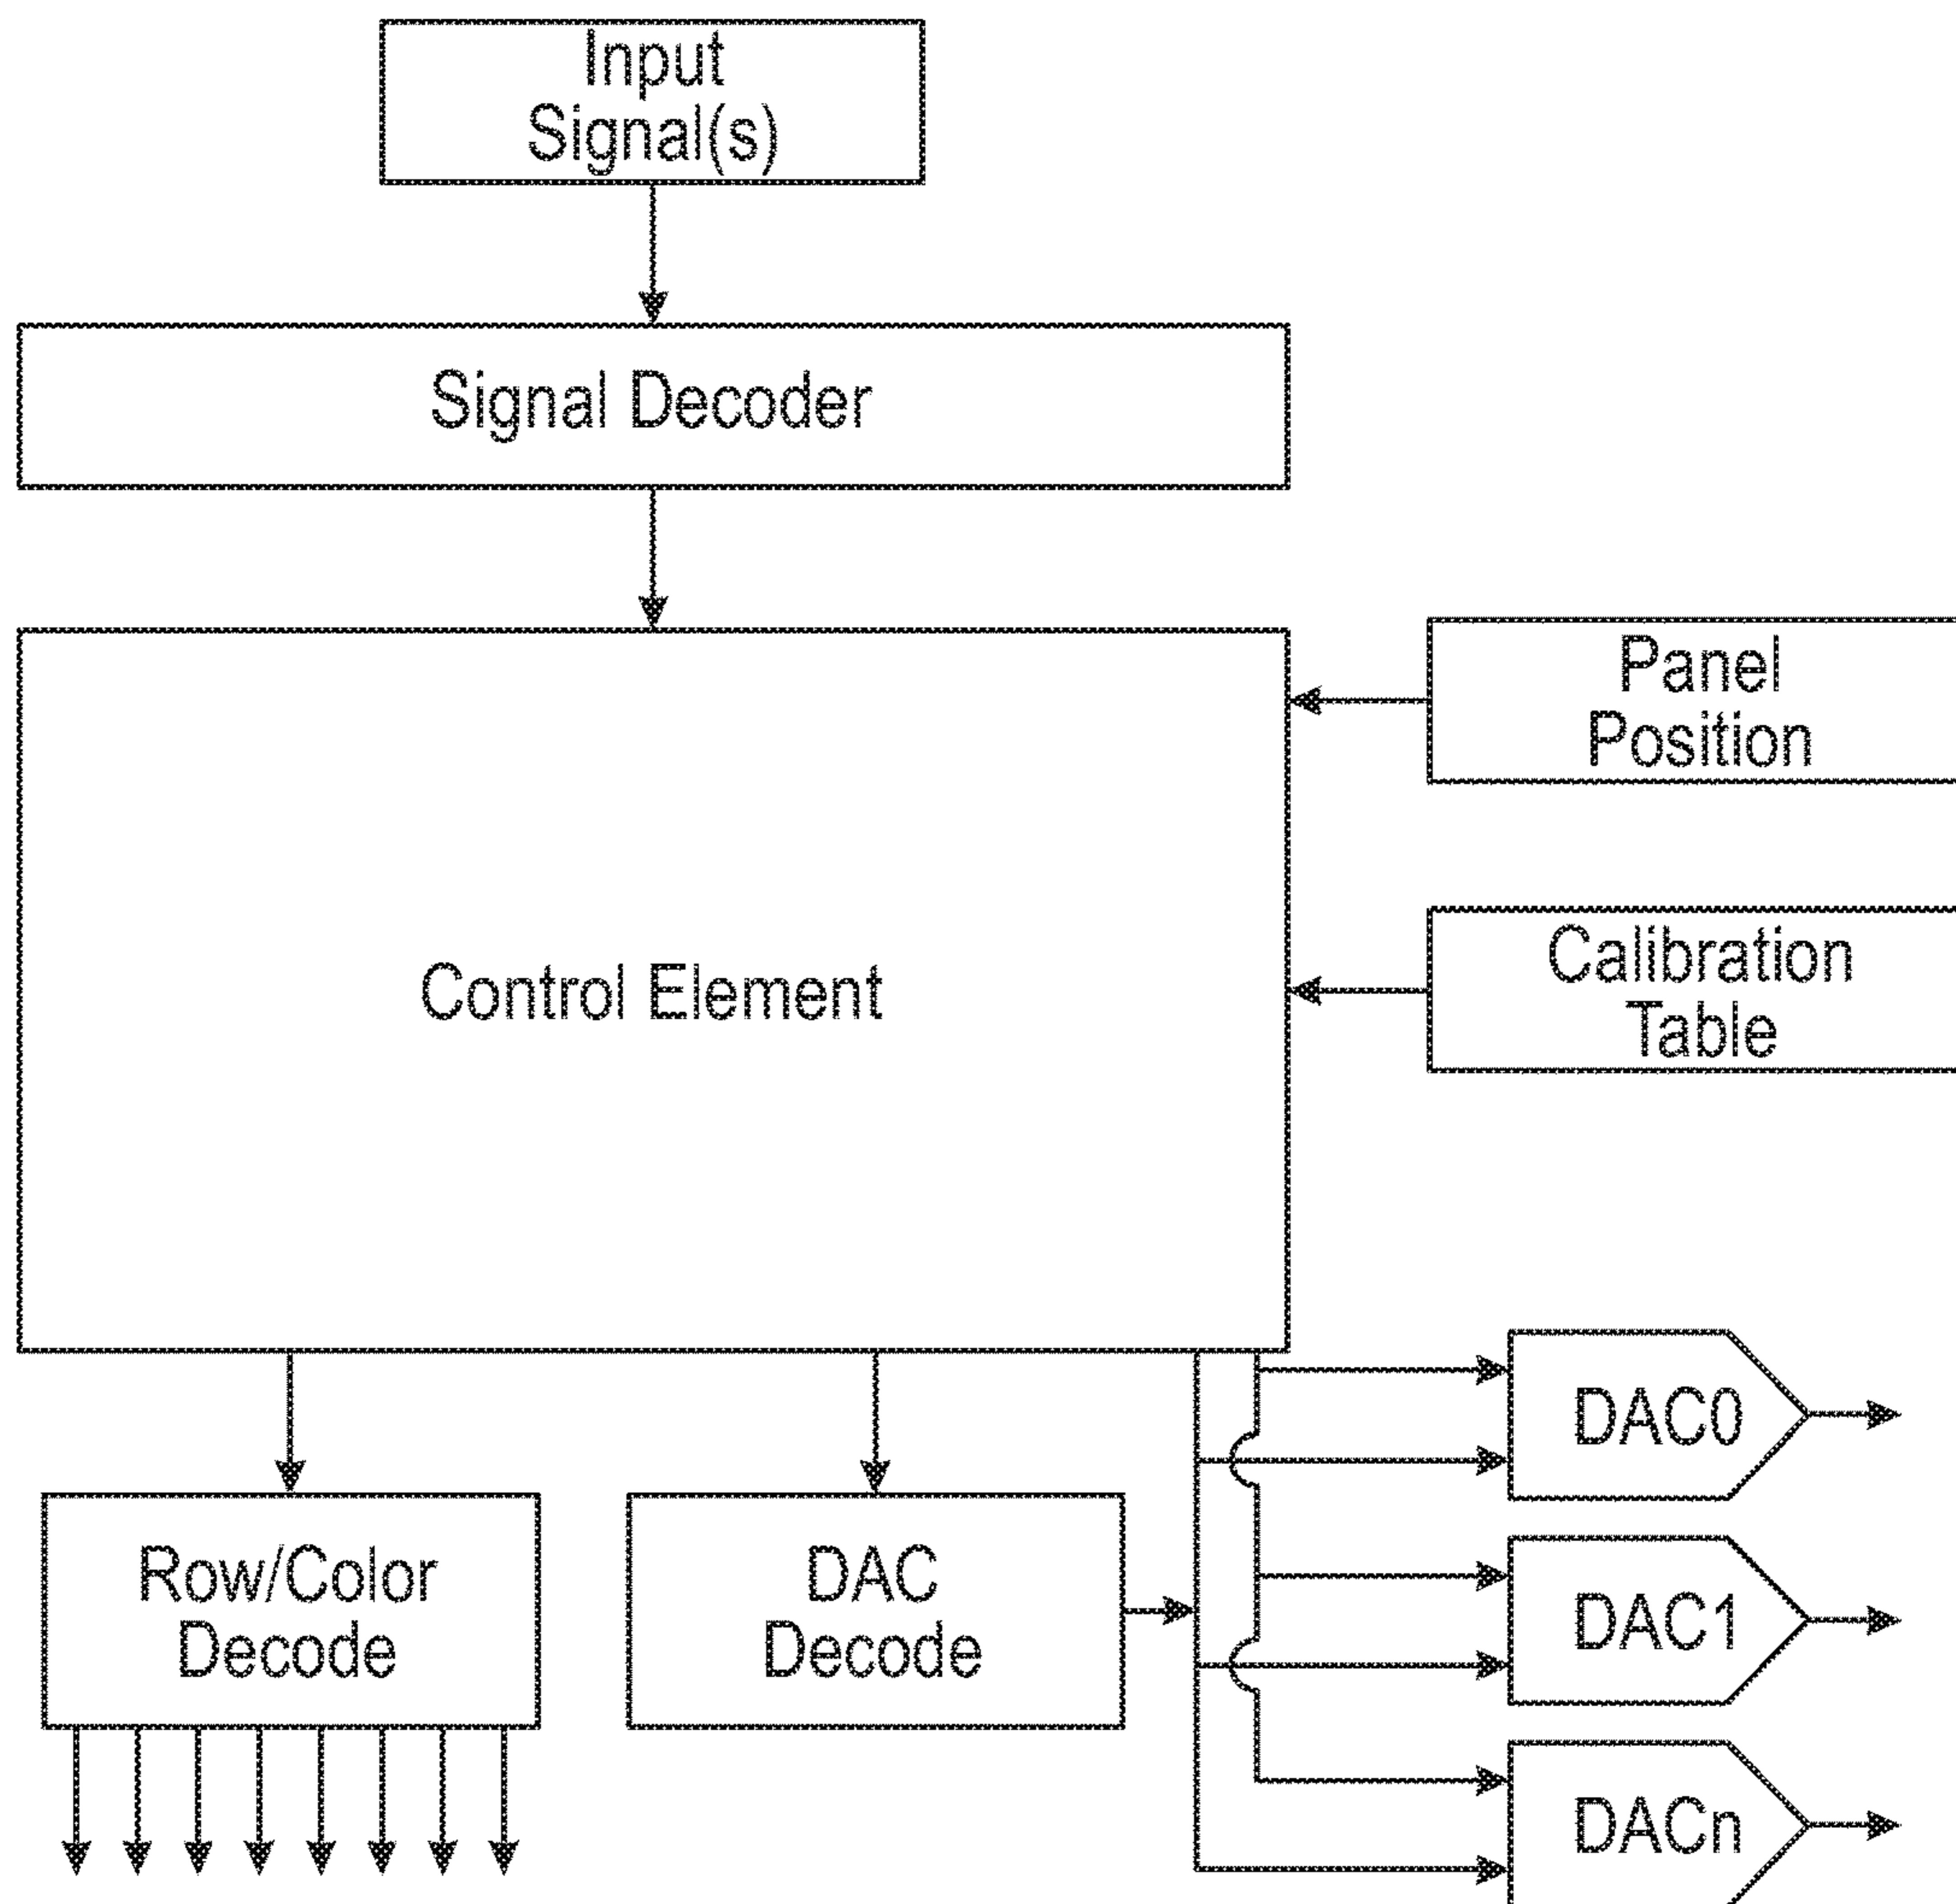 Input
Signal(s)
Signal Decoder
Panel
Position
Control Element
Calibration
Table
DAC0
Row/Color
Decode
DAC
Decode
DAC1
DACn